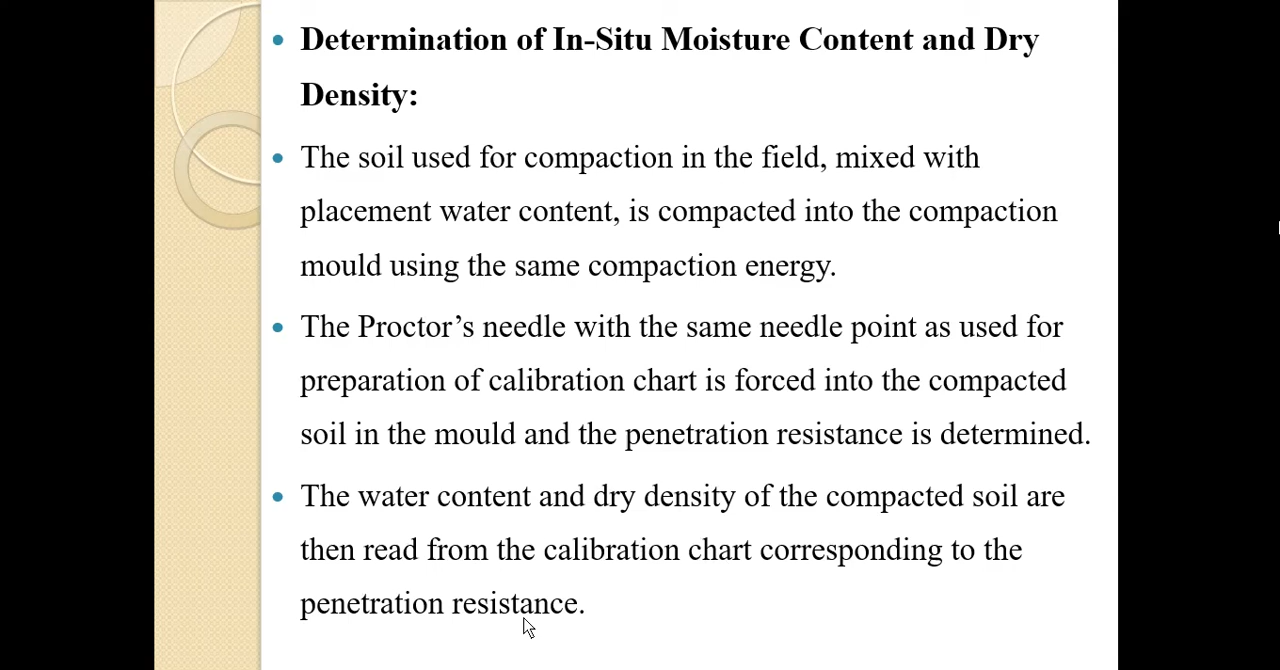 • Determination of In-Situ Moisture Content and Dry
Density:
• The soil used for compaction in the field, mixed with
placement water content, is compacted into the compaction
mould using the same compaction energy.
• The Proctor’s needle with the same needle point as used for
preparation of calibration chart is forced into the compacted
soil in the mould and the penetration resistance is determined.
• The water content and dry density of the compacted soil are
then read from the calibration chart corresponding to the
penetration resistance.